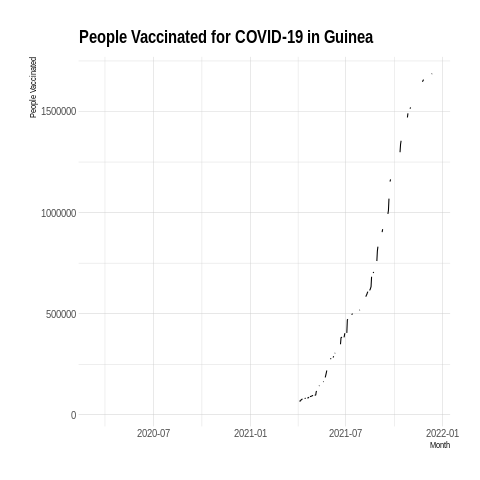 People Vaccinated for COVID-19 in Guinea
People Vaccinated
1500000
1000000
500000
0
2020-07 2021-01 2021-07 2022-01
Month